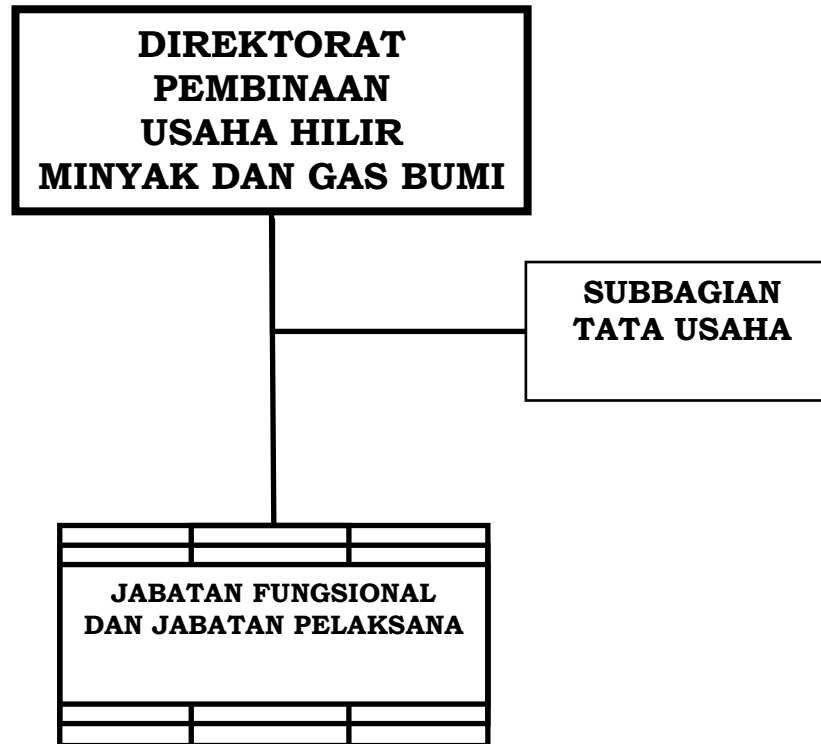 DIREKTORAT
PEMBINAAN
USAHA HILIR
MINYAK DAN GAS BUMI
SUBBAGIAN
TATA USAHA
JABATAN FUNGSIONAL
DAN JABATAN PELAKSANA